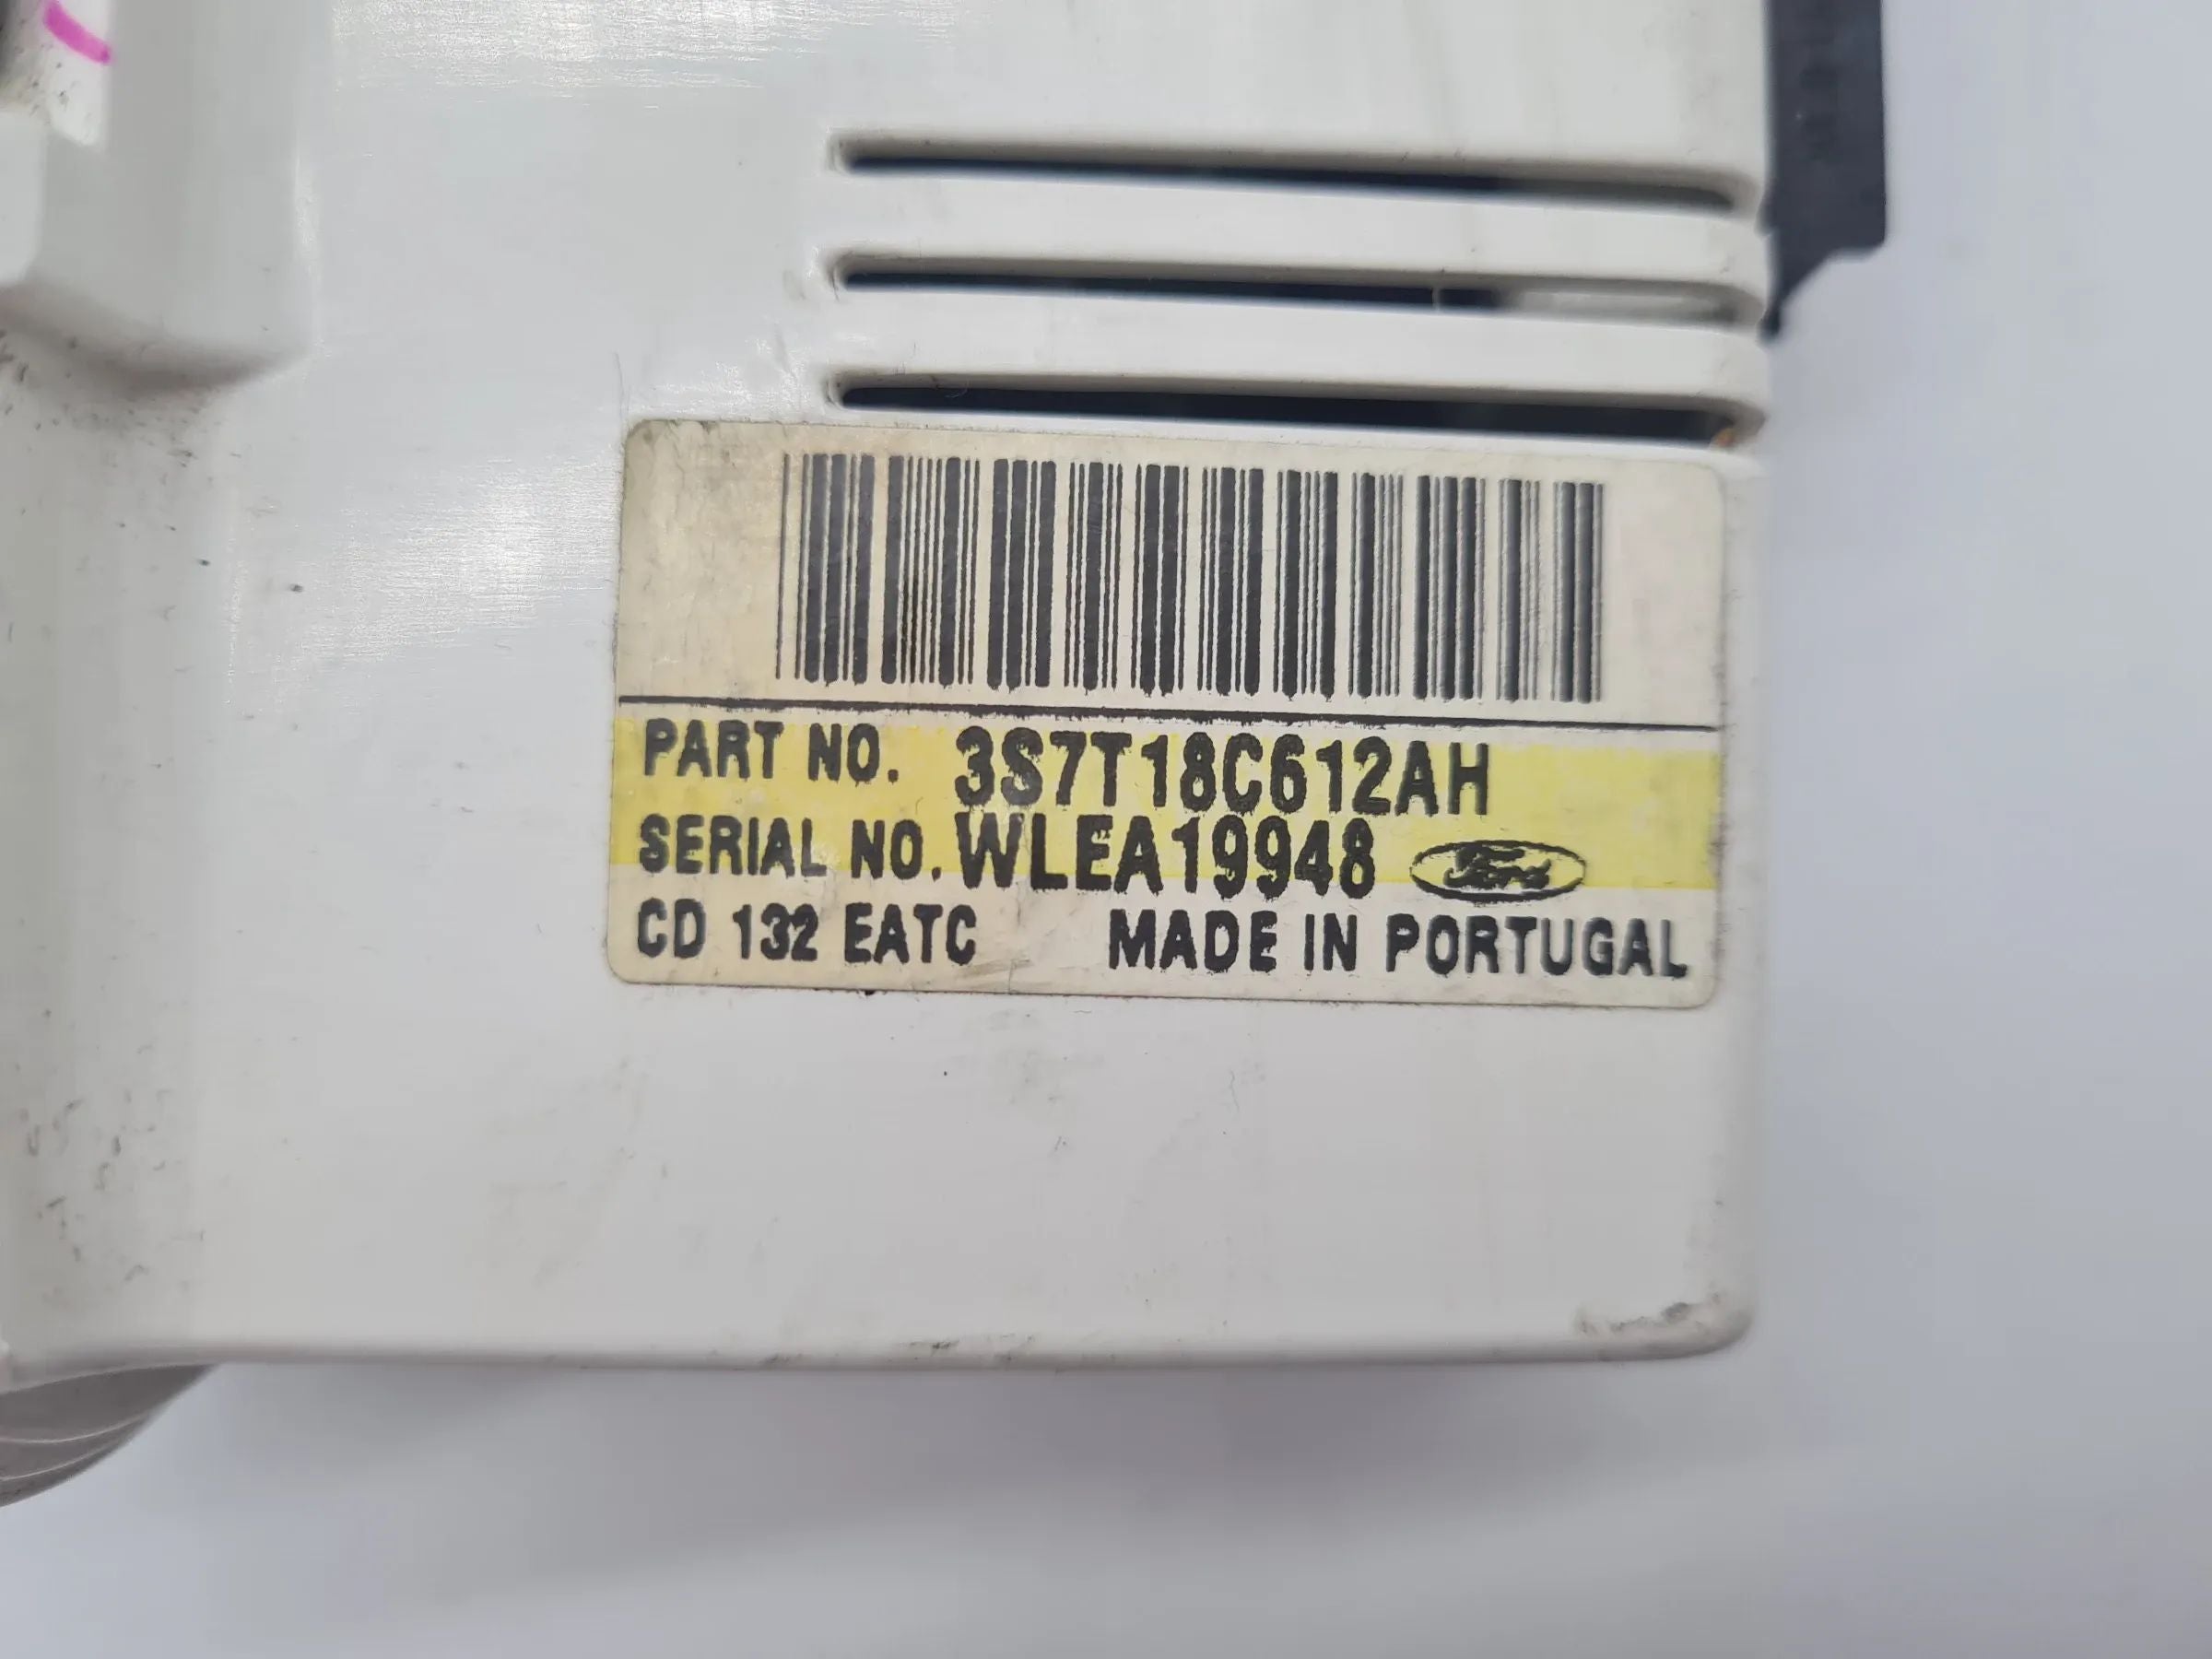 PART NO. 3S7T18C612AH
SERIAL NO. WLEA19948 Ford
CD 132 EATC MADE IN PORTUGAL